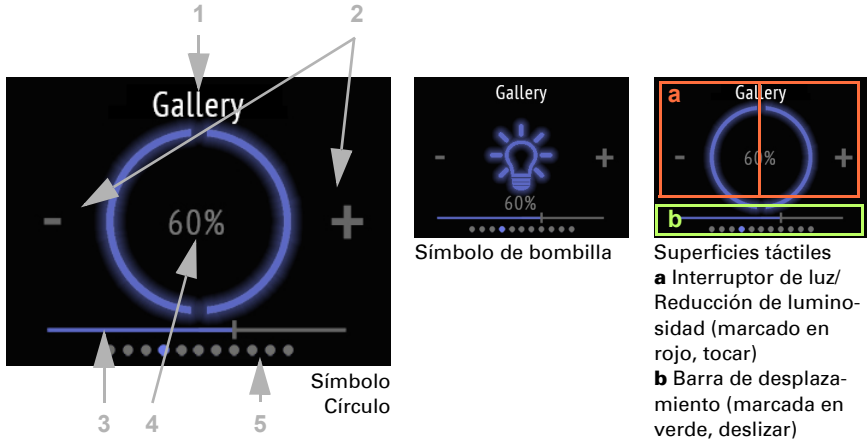 1
2
Gallery
-
+
60%
3
4
5
Símbolo
Círculo
Gallery
-
+
60%
Símbolo de bombilla
a
Gallery
-
+
60%
b
Superficies táctiles
a Interruptor de luz/
Reducción de lumino-
sidad (marcado en
rojo, tocar)
b Barra de desplaza-
miento (marcada en
verde, deslizar)